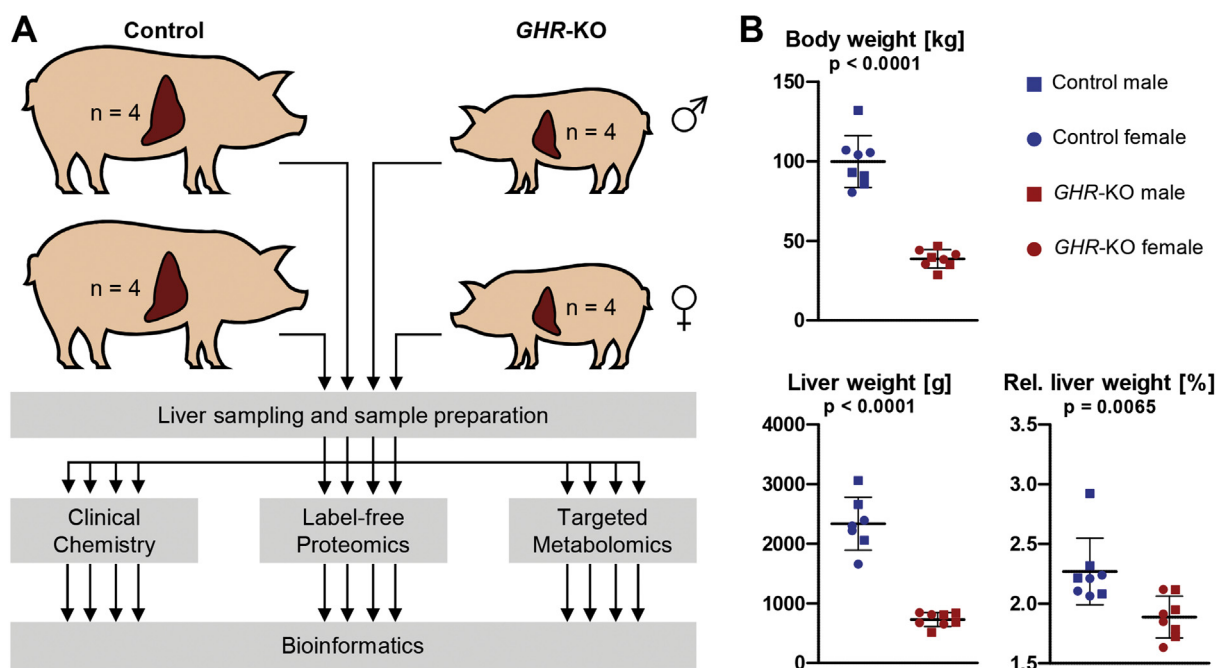 A
Control
GHR-KO
n = 4
n = 4
♂
n = 4
n = 4
♀
Liver sampling and sample preparation
Clinical
Chemistry
Label-free
Proteomics
Targeted
Metabolomics
Bioinformatics
B
Body weight [kg]
p < 0.0001
150
100
50
0
Control male
Control female
GHR-KO male
GHR-KO female
Liver weight [g]
p < 0.0001
4000
3000
2000
1000
0
Rel. liver weight [%]
p = 0.0065
3.5
3.0
2.5
2.0
1.5